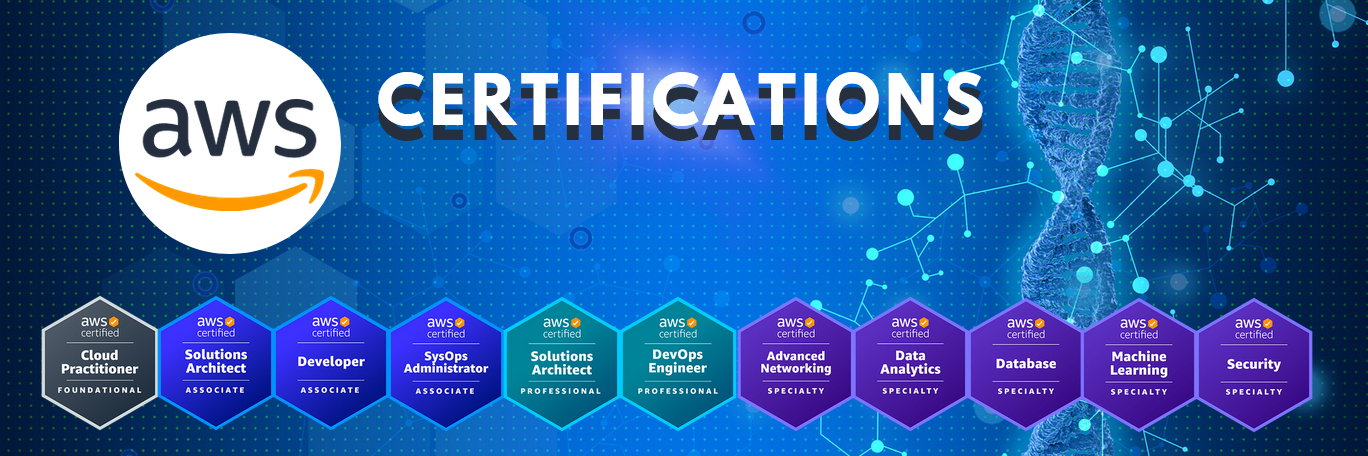 aws
CERTIFICATIONS
aws
certified
Cloud
Practitioner
FOUNDATIONAL
aws
certified
Solutions
Architect
ASSOCIATE
aws
certified
Developer
ASSOCIATE
aws
certified
SysOps
Administrator
ASSOCIATE
aws
certified
Solutions
Architect
PROFESSIONAL
aws
certified
DevOps
Engineer
PROFESSIONAL
aws
certified
Advanced
Networking
SPECIALTY
aws
certified
Data
Analytics
SPECIALTY
aws
certified
Database
SPECIALTY
aws
certified
Machine
Learning
SPECIALTY
aws
certified
Security
SPECIALTY